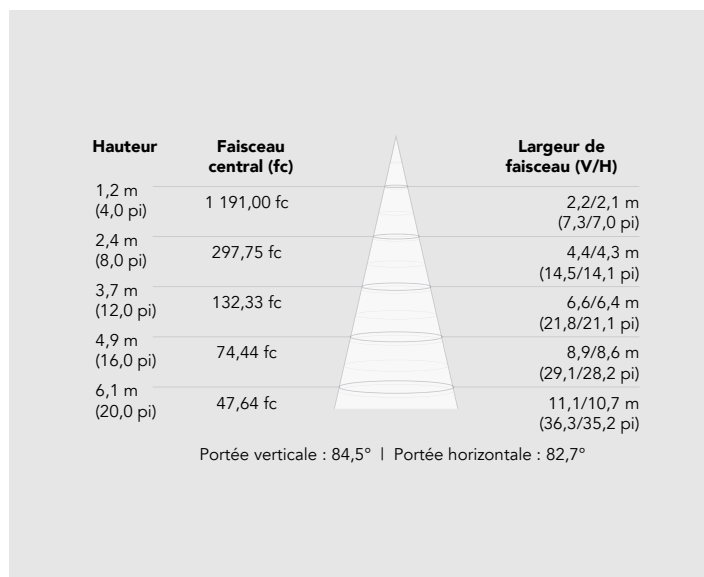 Hauteur
Faisceau
central (fc)
Largeur de
faisceau (V/H)
1,2 m
(4,0 pi)
1 191,00 fc
2,2/2,1 m
(7,3/7,0 pi)
2,4 m
(8,0 pi)
297,75 fc
4,4/4,3 m
(14,5/14,1 pi)
3,7 m
(12,0 pi)
132,33 fc
6,6/6,4 m
(21,8/21,1 pi)
4,9 m
(16,0 pi)
74,44 fc
8,9/8,6 m
(29,1/28,2 pi)
6,1 m
(20,0 pi)
47,64 fc
11,1/10,7 m
(36,3/35,2 pi)
Portée verticale : 84,5° | Portée horizontale : 82,7°